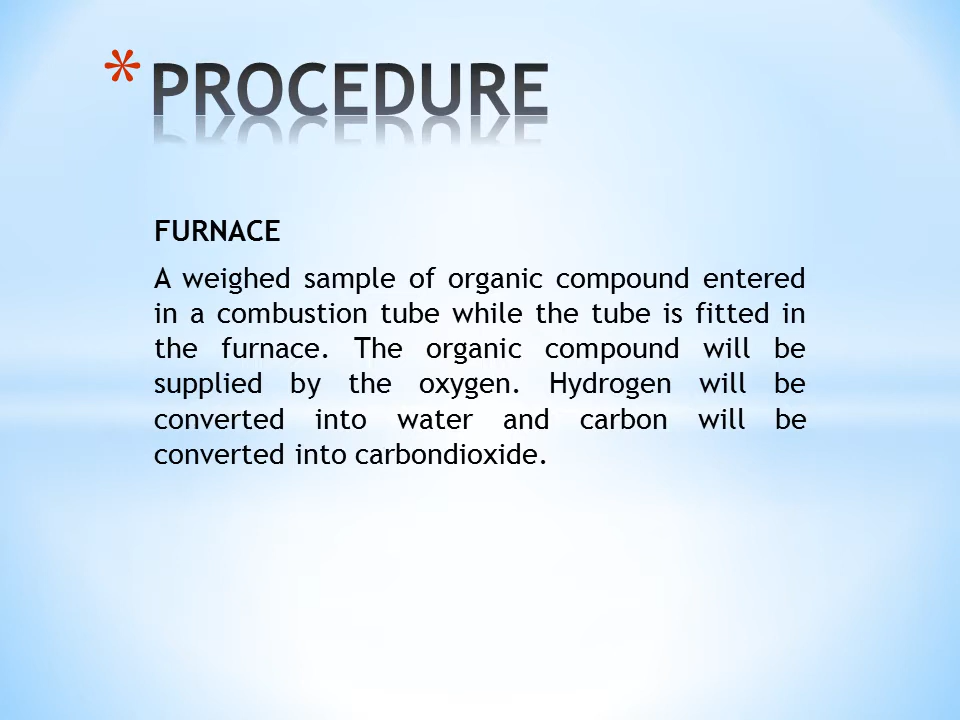 * PROCEDURE
FURNACE
A weighed sample of organic compound entered
in a combustion tube while the tube is fitted in
the furnace. The organic compound will be
supplied by the oxygen. Hydrogen will be
converted into water and carbon will be
converted into carbondioxide.